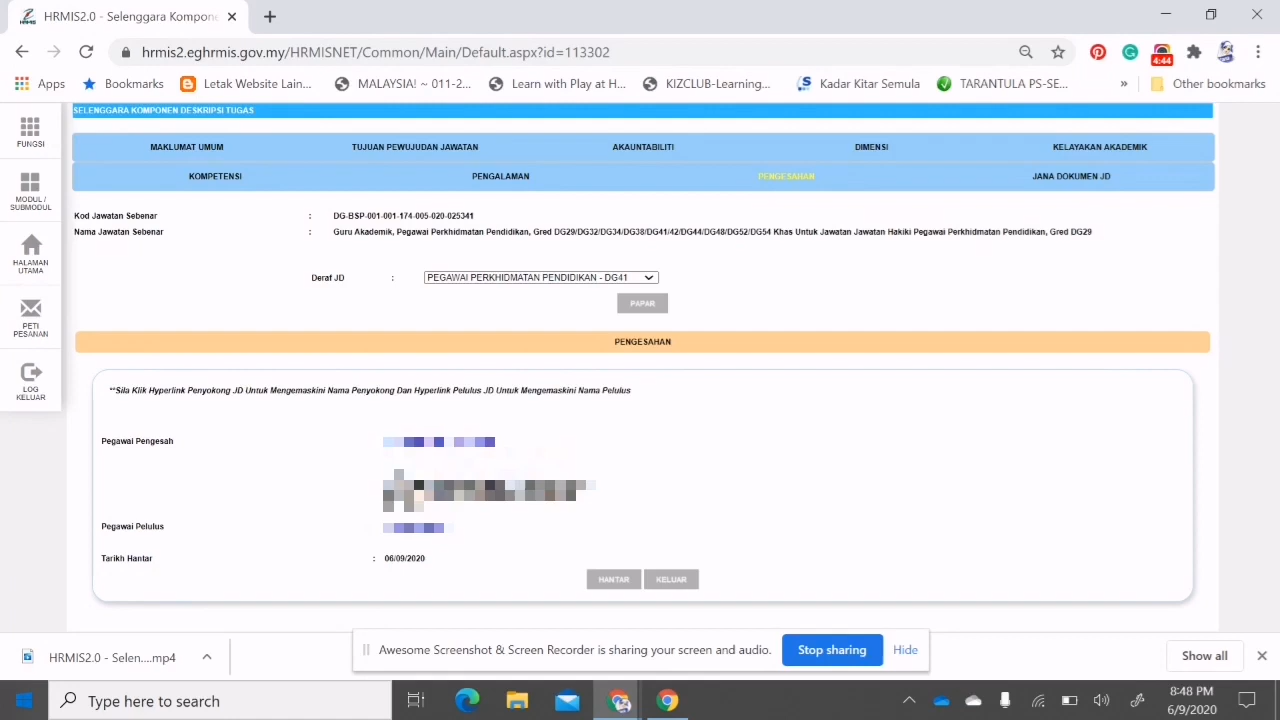 HRMIS2.0 - Selenggara Kompone
hrmis2.eghrmis.gov.my/HRMISNET/Common/Main/Default.aspx?id=113302
4:44
Apps Bookmarks Letak Website Lain... MALAYSIA! ~ 011-2... Learn with Play at H... KIZCLUB-Learning... Kadar Kitar Semula TARANTULA PS-SE... » Other bookmarks
SELENGGARA KOMPONEN DESKRIPSI TUGAS
FUNGSI
MODUL /
SUBMODUL
HALAMAN
UTAMA
PETI
PESANAN
LOG
KELUAR
MAKLUMAT UMUM TUJUAN PEWUJUDAN JAWATAN AKAUNTABILITI DIMENSI KELAYAKAN AKADEMIK
KOMPETENSI PENGALAMAN PENGESAHAN JANA DOKUMEN JD
Kod Jawatan Sebenar : DG-BSP-001-001-174-005-020-025341
Nama Jawatan Sebenar : Guru Akademik, Pegawai Perkhidmatan Pendidikan, Gred DG29/DG32/DG34/DG38/DG41/42/DG44/DG48/DG52/DG54 Khas Untuk Jawatan Jawatan Hakiki Pegawai Perkhidmatan Pendidikan, Gred DG29
Deraf JD : PEGAWAI PERKHIDMATAN PENDIDIKAN - DG41
PAPAR
PENGESAHAN
**Sila Klik Hyperlink Penyokong JD Untuk Mengemaskini Nama Penyokong Dan Hyperlink Pelulus JD Untuk Mengemaskini Nama Pelulus
Pegawai Pengesah
Pegawai Pelulus
Tarikh Hantar : 06/09/2020
HANTAR KELUAR
HRMIS2.0 - Selen....mp4
Awesome Screenshot & Screen Recorder is sharing your screen and audio. Stop sharing Hide
Show all
Type here to search
8:48 PM
6/9/2020